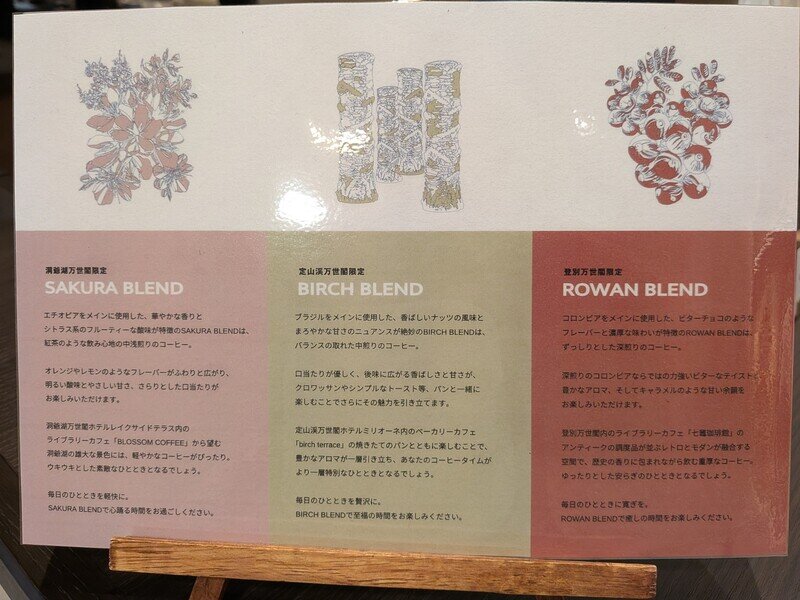 洞爺湖万世閣限定
SAKURA BLEND
エチオピアをメインに使用した、華やかな香りと
シトラス系のフルーティーな酸味が特徴のSAKURA BLENDは、
紅茶のような飲み心地の中浅煎りのコーヒー。
オレンジやレモンのようなフレーバーがふわりと広がり、
明るい酸味とやさしい甘さ、さらりとした口当たりが
お楽しみいただけます。
洞爺湖万世閣ホテルレイクサイドテラス内の
ライブラリーカフェ「BLOSSOM COFFEE」から望む
洞爺湖の雄大な景色には、軽やかなコーヒーがぴったり。
ウキウキとした素敵なひとときとなるでしょう。
毎日のひとときを軽快に。
SAKURA BLENDで心踊る時間をお過ごしください。
定山渓万世閣限定
BIRCH BLEND
ブラジルをメインに使用した、香ばしいナッツの風味と
まろやかな甘さのニュアンスが絶妙のBIRCH BLENDは、
バランスの取れた中煎りのコーヒー。
口当たりが優しく、後味に広がる香ばしさと甘さが、
クロワッサンやシンプルなトースト等、パンと一緒に
楽しむことでさらにその魅力を引き立てます。
定山渓万世閣ホテルミリオーネ内のベーカリーカフェ
「birch terrace」の焼きたてのパンとともに楽しむことで、
豊かなアロマが一層引き立ち、あなたのコーヒータイムが
より一層特別なひとときとなるでしょう。
毎日のひとときを贅沢に。
BIRCH BLENDで至福の時間をお楽しみください。
登別万世閣限定
ROWAN BLEND
コロンビアをメインに使用した、ビターチョコのような
フレーバーと濃厚な味わいが特徴のROWAN BLENDは、
ずっしりとした深煎りのコーヒー。
深煎りのコロンビアならではの力強いビターなテイスト、
豊かなアロマ、そしてキャラメルのような甘い余韻を
お楽しみいただけます。
登別万世閣内のライブラリーカフェ「七竈珈琲館」の
アンティークの調度品が並ぶレトロとモダンが融合する
空間で、歴史の香りに包まれながら飲む重厚なコーヒー。
ゆったりとした安らぎのひとときとなるでしょう。
毎日のひとときに寛ぎを。
ROWAN BLENDで癒しの時間をお楽しみください。